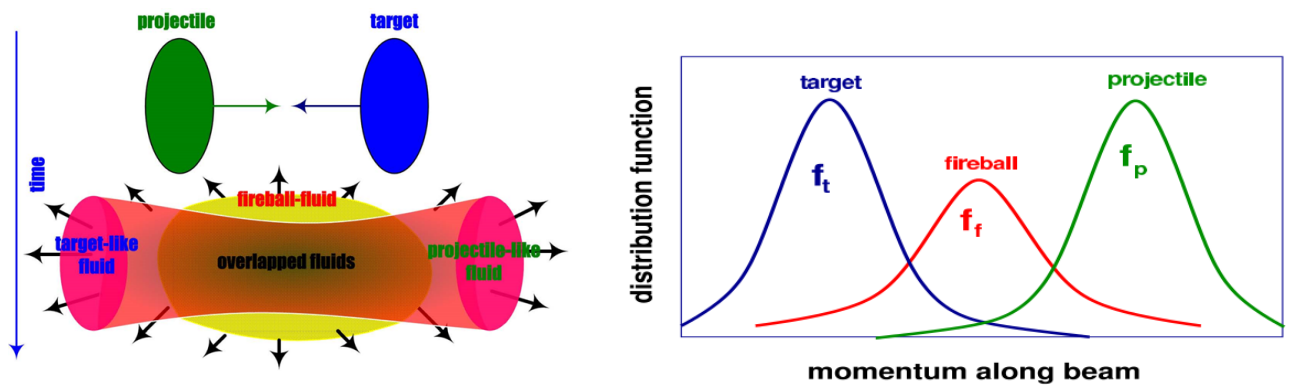 projectile
target
time
fireball-fluid
target-like
fluid
overlapped fluids
projectile-like
fluid
distribution function
target
projectile
fireball
f_t
f_f
f_p
momentum along beam